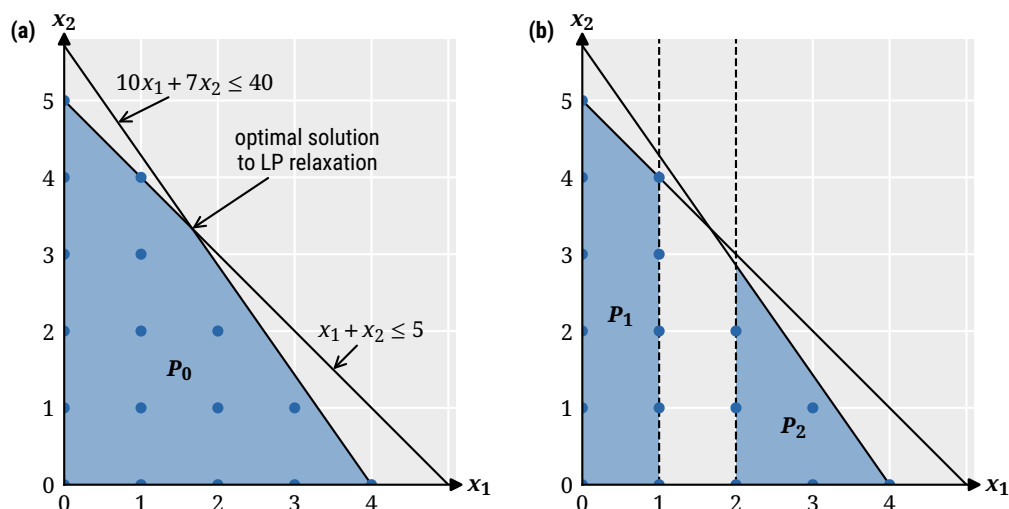 (a)
x₂
10x₁ + 7x₂ ≤ 40
optimal solution
to LP relaxation
x₁ + x₂ ≤ 5
P₀
5
4
3
2
1
0
0 1 2 3 4
x₁
(b)
x₂
P₁
P₂
5
4
3
2
1
0
0 1 2 3 4
x₁